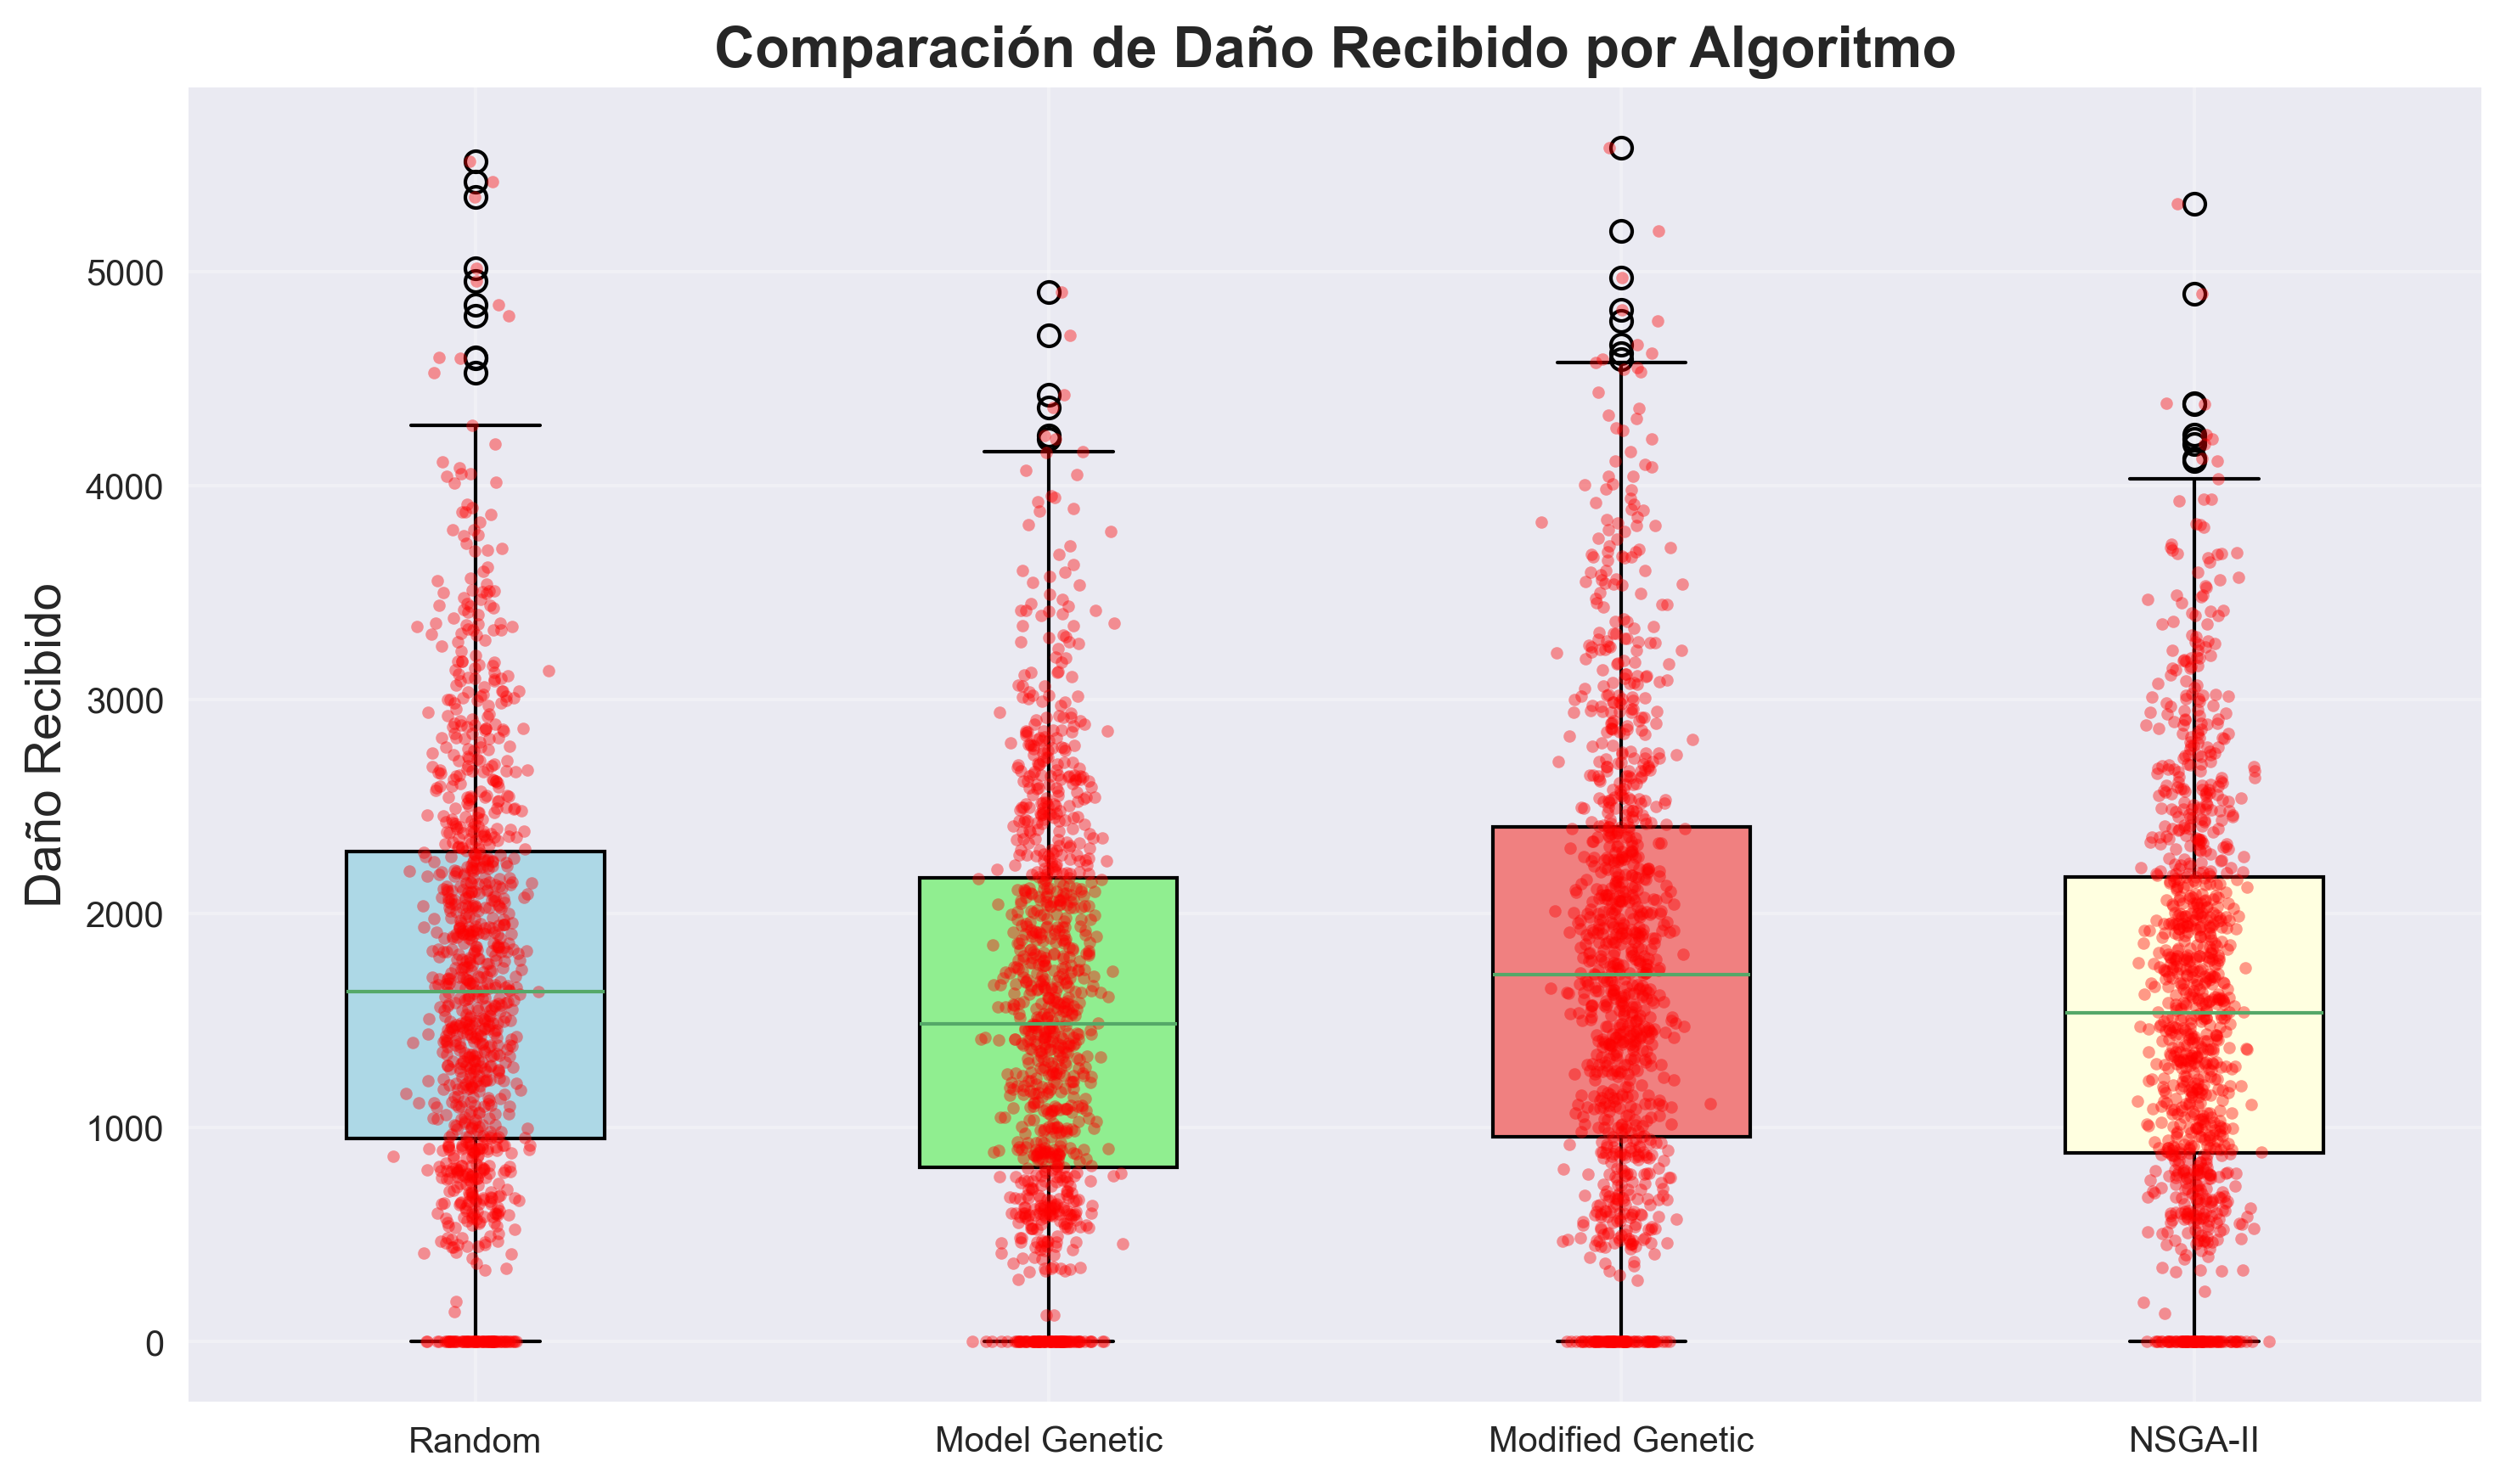 Comparación de Daño Recibido por Algoritmo
Daño Recibido
5000
4000
3000
2000
1000
0
Random
Model Genetic
Modified Genetic
NSGA-II